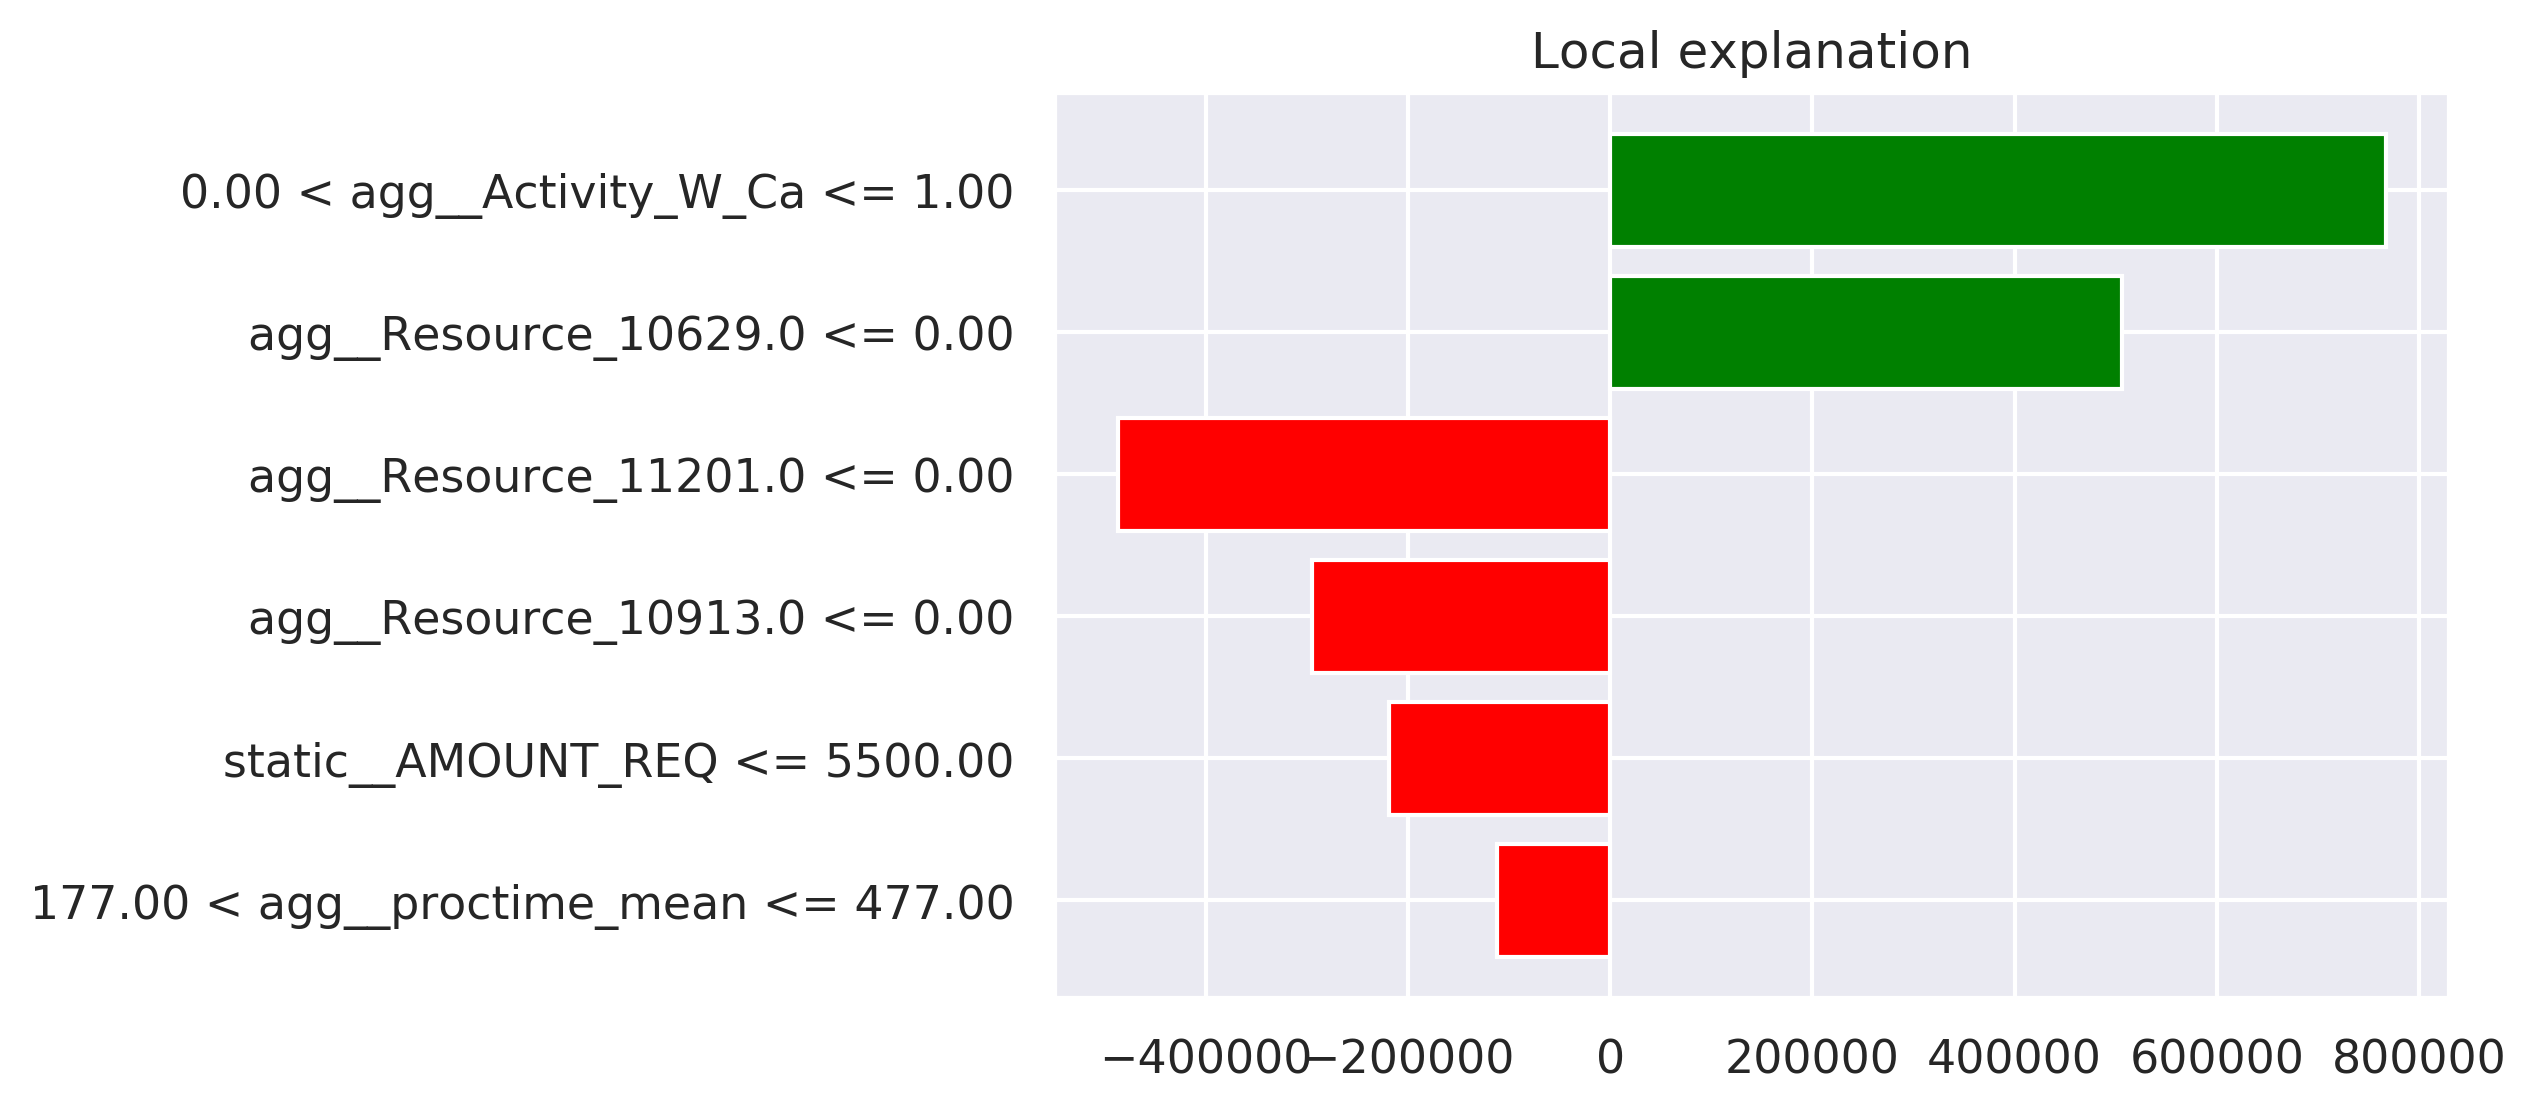 Local explanation
0.00 < agg__Activity_W_Ca <= 1.00
agg__Resource_10629.0 <= 0.00
agg__Resource_11201.0 <= 0.00
agg__Resource_10913.0 <= 0.00
static__AMOUNT_REQ <= 5500.00
177.00 < agg__proctime_mean <= 477.00
−400000 −200000 0 200000 400000 600000 800000